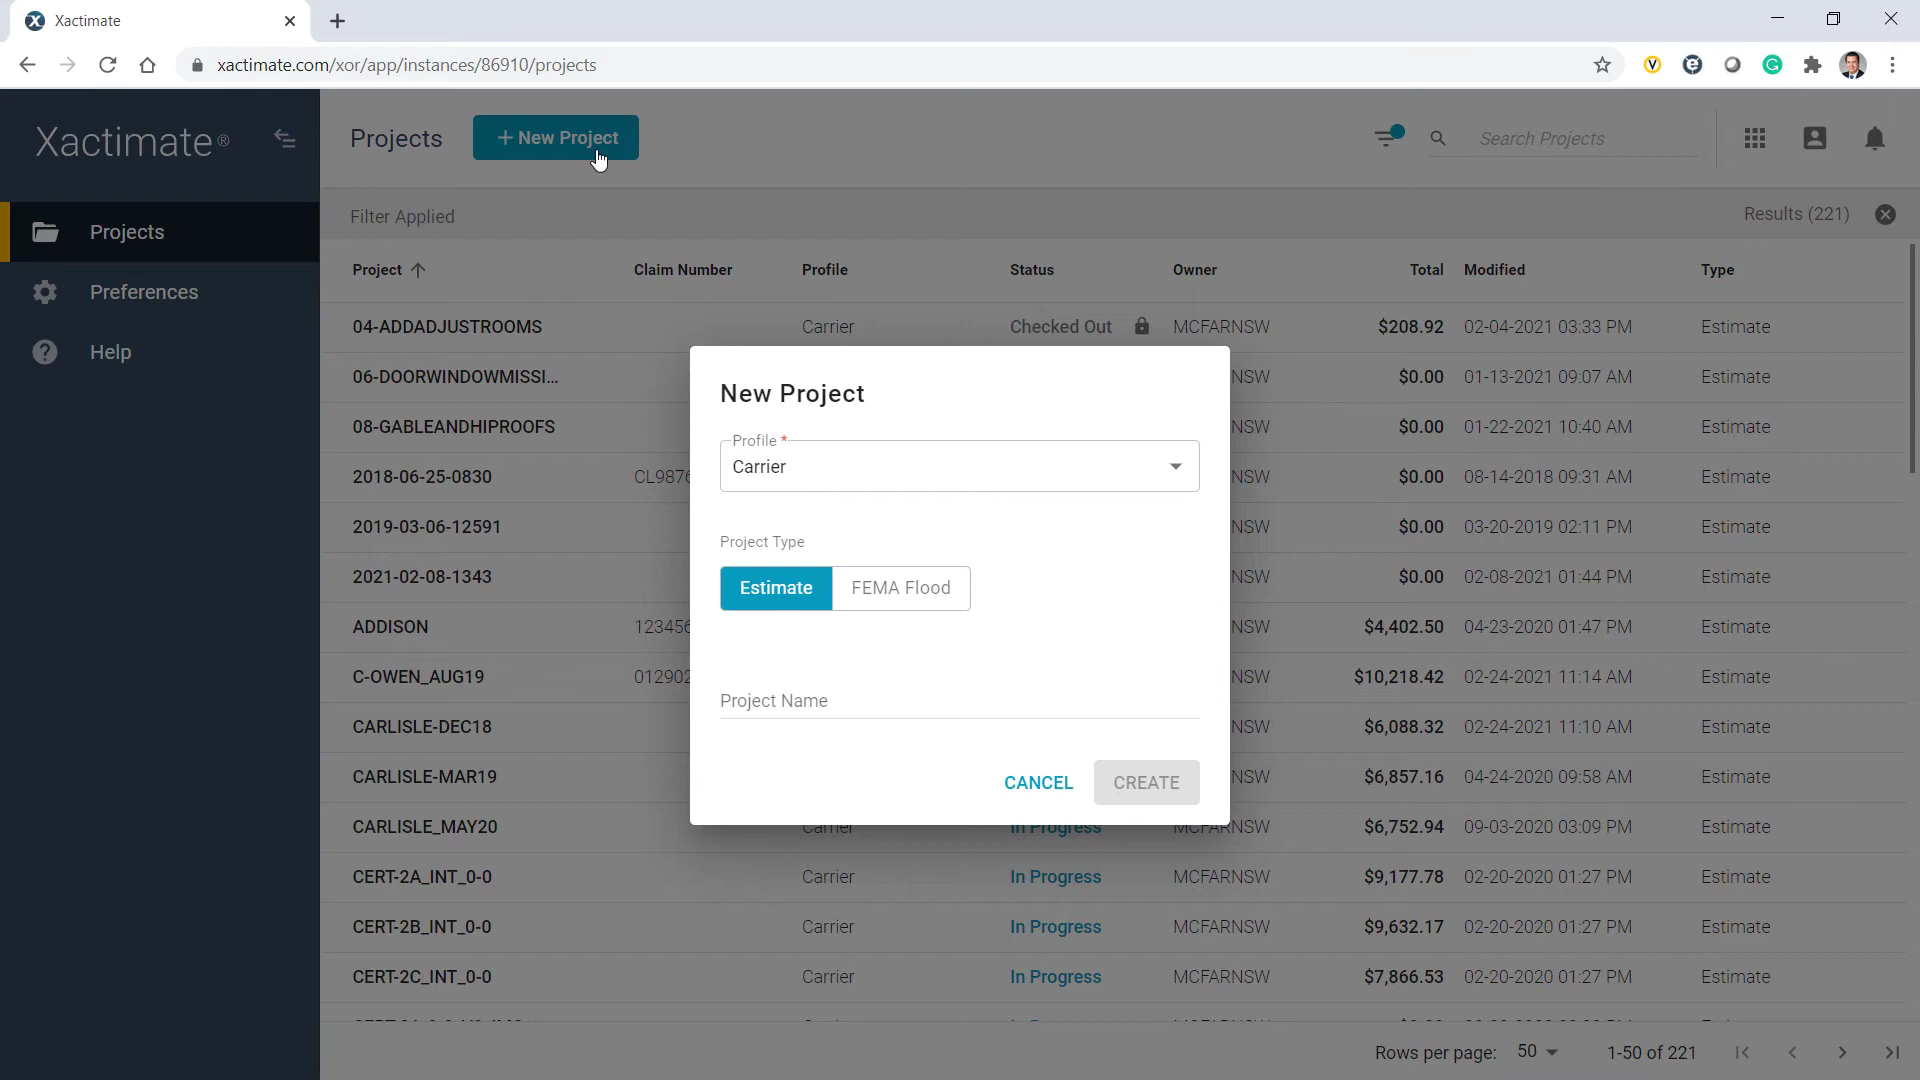 Xactimate
xactimate.com/xor/app/instances/86910/projects
Xactimate®
Projects
+ New Project
Search Projects
Projects
Preferences
Help
Filter Applied
Results (221)
Project Claim Number Profile Status Owner Total Modified Type
04-ADDADJUSTROOMS Carrier Checked Out MCFARNSW $208.92 02-04-2021 03:33 PM Estimate
06-DOORWINDOWMISSI... NSW $0.00 01-13-2021 09:07 AM Estimate
08-GABLEANDHIPROOFS NSW $0.00 01-22-2021 10:40 AM Estimate
2018-06-25-0830 CL9876 NSW $0.00 08-14-2018 09:31 AM Estimate
2019-03-06-12591 NSW $0.00 03-20-2019 02:11 PM Estimate
2021-02-08-1343 NSW $0.00 02-08-2021 01:44 PM Estimate
ADDISON 123456 NSW $4,402.50 04-23-2020 01:47 PM Estimate
C-OWEN_AUG19 012902 NSW $10,218.42 02-24-2021 11:14 AM Estimate
CARLISLE-DEC18 NSW $6,088.32 02-24-2021 11:10 AM Estimate
CARLISLE-MAR19 NSW $6,857.16 04-24-2020 09:58 AM Estimate
CARLISLE_MAY20 Carrier In Progress MCFARNSW $6,752.94 09-03-2020 03:09 PM Estimate
CERT-2A_INT_0-0 Carrier In Progress MCFARNSW $9,177.78 02-20-2020 01:27 PM Estimate
CERT-2B_INT_0-0 Carrier In Progress MCFARNSW $9,632.17 02-20-2020 01:27 PM Estimate
CERT-2C_INT_0-0 Carrier In Progress MCFARNSW $7,866.53 02-20-2020 01:27 PM Estimate
New Project
Profile *
Carrier
Project Type
Estimate FEMA Flood
Project Name
CANCEL CREATE
Rows per page: 50 1-50 of 221